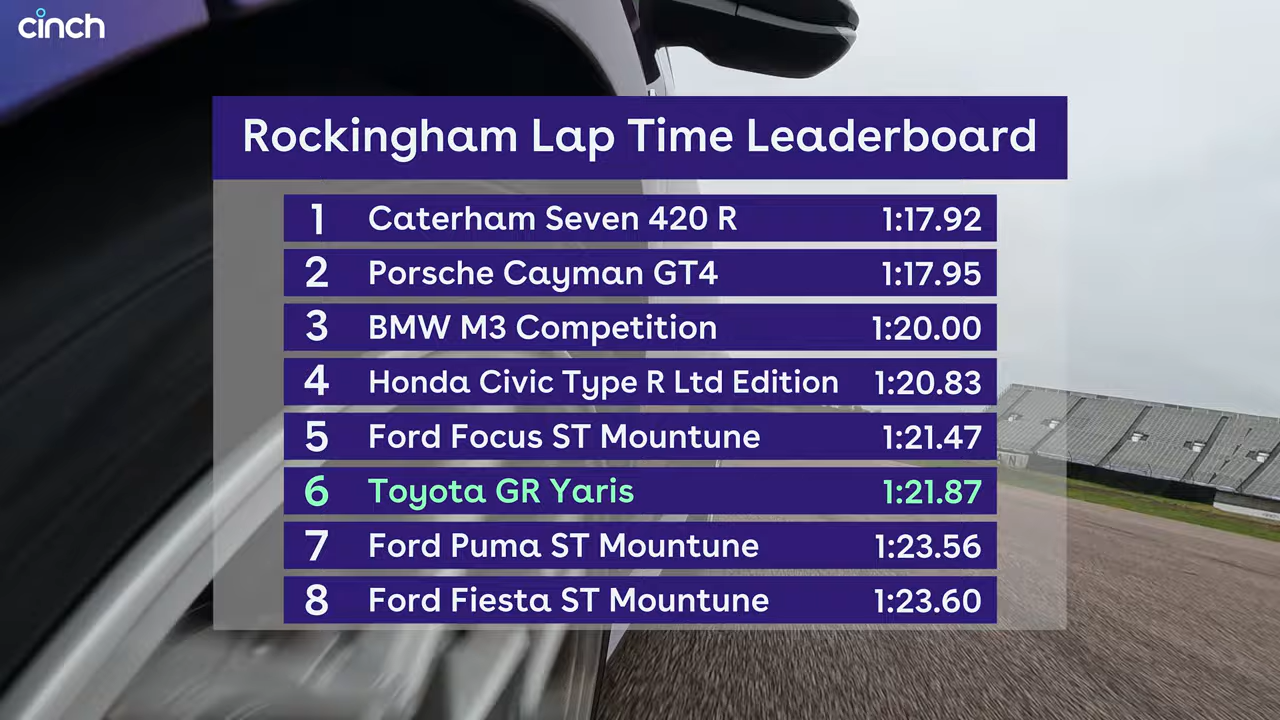 cinch
Rockingham Lap Time Leaderboard
1 Caterham Seven 420 R 1:17.92
2 Porsche Cayman GT4 1:17.95
3 BMW M3 Competition 1:20.00
4 Honda Civic Type R Ltd Edition 1:20.83
5 Ford Focus ST Mountune 1:21.47
6 Toyota GR Yaris 1:21.87
7 Ford Puma ST Mountune 1:23.56
8 Ford Fiesta ST Mountune 1:23.60